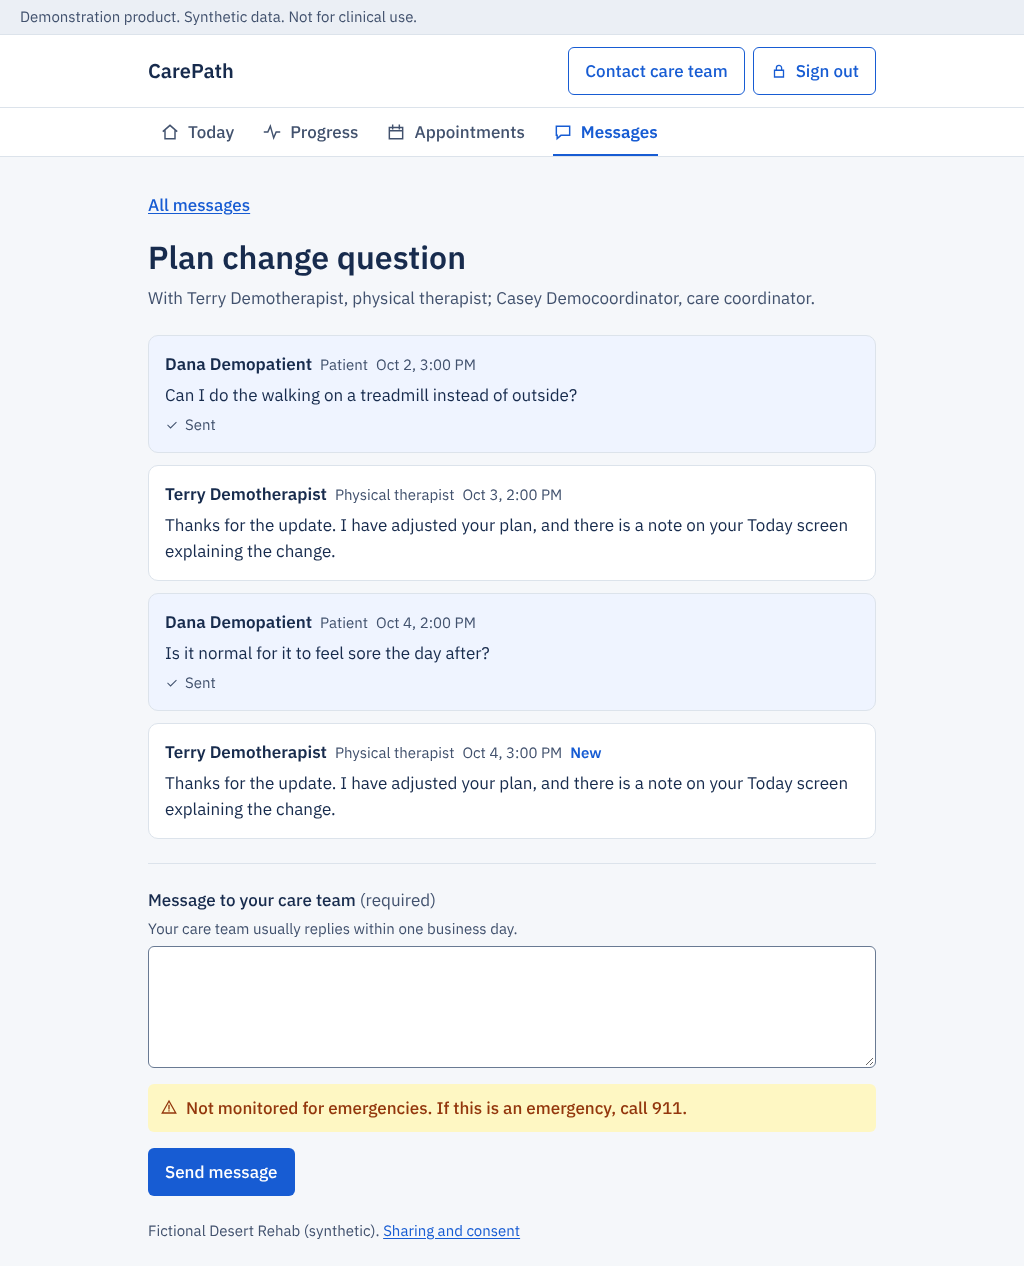 Demonstration product. Synthetic data. Not for clinical use.
CarePath
Contact care team
Sign out
Today
Progress
Appointments
Messages
All messages
Plan change question
With Terry Demotherapist, physical therapist; Casey Democoordinator, care coordinator.
Dana Demopatient Patient Oct 2, 3:00 PM
Can I do the walking on a treadmill instead of outside?
Sent
Terry Demotherapist Physical therapist Oct 3, 2:00 PM
Thanks for the update. I have adjusted your plan, and there is a note on your Today screen
explaining the change.
Dana Demopatient Patient Oct 4, 2:00 PM
Is it normal for it to feel sore the day after?
Sent
Terry Demotherapist Physical therapist Oct 4, 3:00 PM New
Thanks for the update. I have adjusted your plan, and there is a note on your Today screen
explaining the change.
Message to your care team (required)
Your care team usually replies within one business day.
Not monitored for emergencies. If this is an emergency, call 911.
Send message
Fictional Desert Rehab (synthetic). Sharing and consent